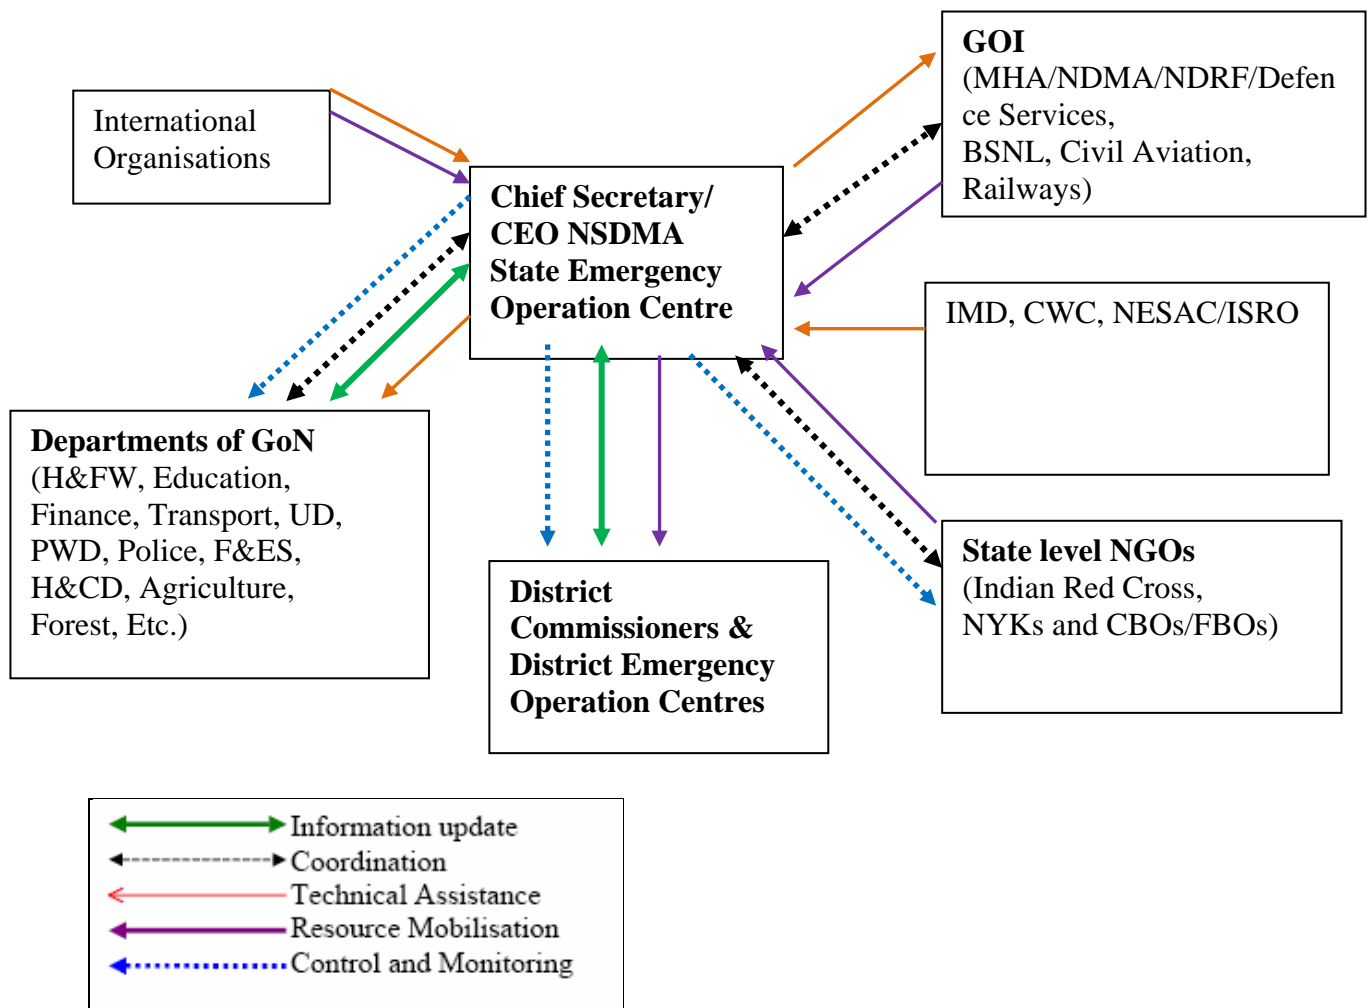 International
Organisations
GOI
(MHA/NDMA/NDRF/Defen
ce Services,
BSNL, Civil Aviation,
Railways)
Chief Secretary/
CEO NSDMA
State Emergency
Operation Centre
IMD, CWC, NESAC/ISRO
Departments of GoN
(H&FW, Education,
Finance, Transport, UD,
PWD, Police, F&ES,
H&CD, Agriculture,
Forest, Etc.)
District
Commissioners &
District Emergency
Operation Centres
State level NGOs
(Indian Red Cross,
NYKs and CBOs/FBOs)
Information update
Coordination
Technical Assistance
Resource Mobilisation
Control and Monitoring